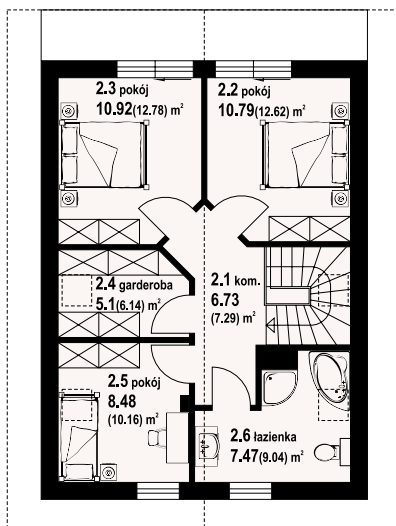 2.3 pokój
10.92(12.78) m²
2.2 pokój
10.79(12.62) m²
2.4 garderoba
5.1(6.14) m²
2.1 kom.
6.73
(7.29) m²
2.5 pokój
8.48
(10.16) m²
2.6 łazienka
7.47(9.04) m²